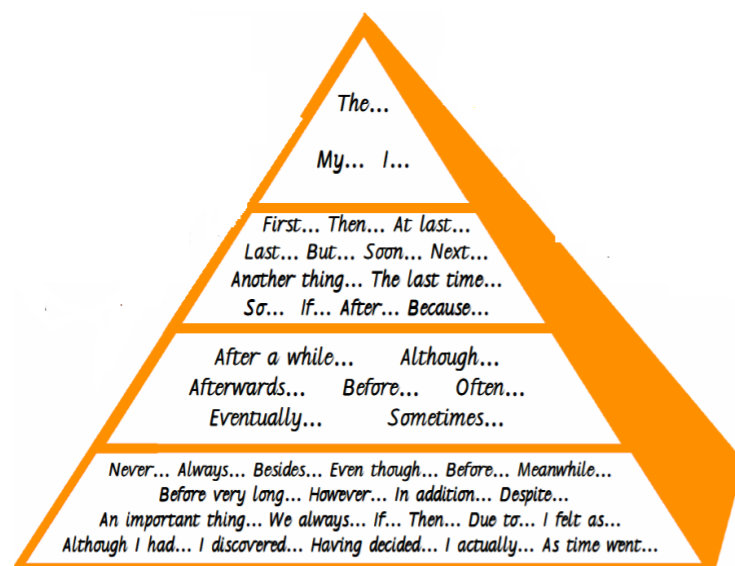 The...
My... I...
First... Then... At last...
Last... But... Soon... Next...
Another thing... The last time...
So... If... After... Because...
After a while... Although...
Afterwards... Before... Often...
Eventually... Sometimes...
Never... Always... Besides... Even though... Before... Meanwhile...
Before very long... However... In addition... Despite...
An important thing... We always... If... Then... Due to... I felt as...
Although I had... I discovered... Having decided... I actually... As time went...